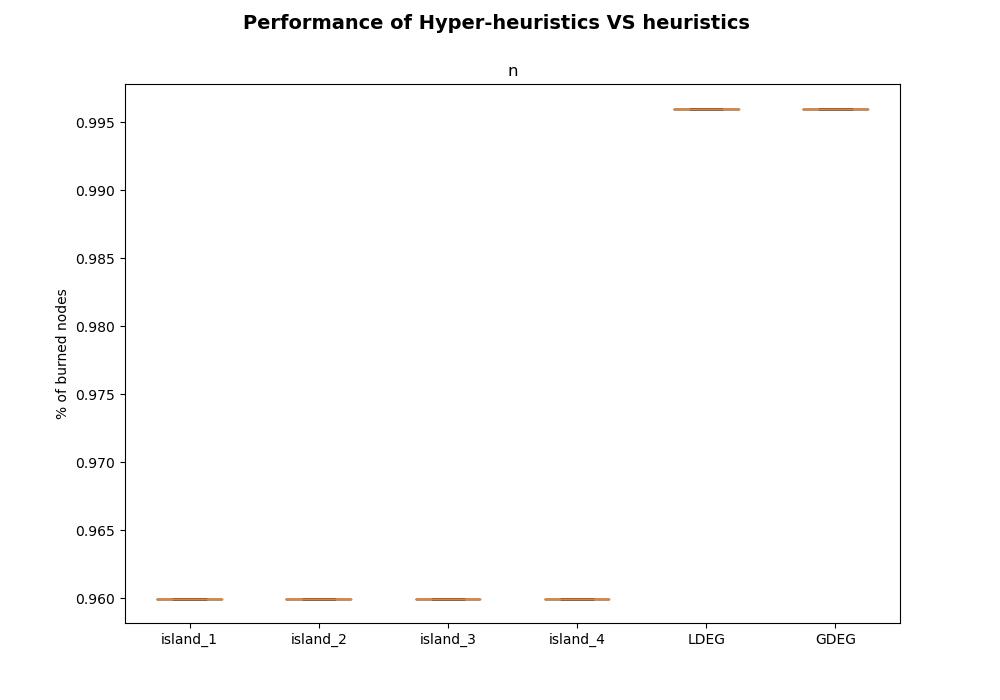 Performance of Hyper-heuristics VS heuristics
n
% of burned nodes
0.995
0.990
0.985
0.980
0.975
0.970
0.965
0.960
island_1
island_2
island_3
island_4
LDEG
GDEG